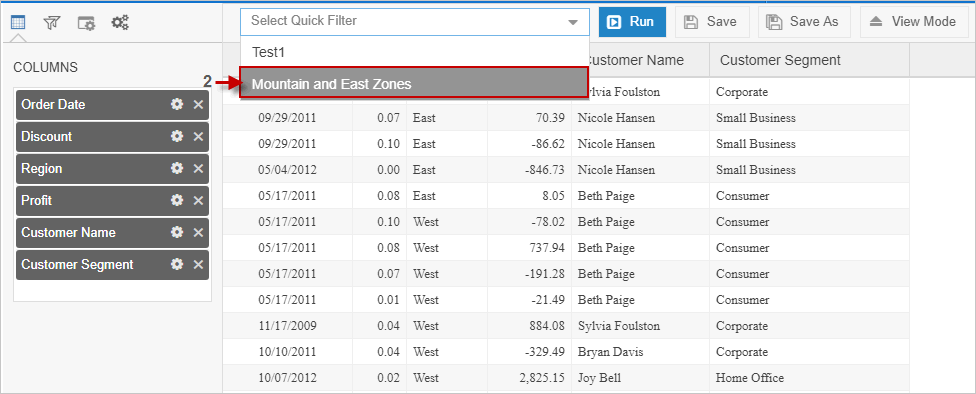 Select Quick Filter Run Save Save As View Mode
Test1
COLUMNS Customer Name Customer Segment
2 Mountain and East Zones
Sylvia Foulston Corporate
Order Date
09/29/2011 0.07 East 70.39 Nicole Hansen Small Business
Discount
09/29/2011 0.10 East -86.62 Nicole Hansen Small Business
Region
05/04/2012 0.00 East -846.73 Nicole Hansen Small Business
Profit
05/17/2011 0.08 East 8.05 Beth Paige Consumer
05/17/2011 0.10 West -78.02 Beth Paige Consumer
Customer Name
05/17/2011 0.08 West 737.94 Beth Paige Consumer
Customer Segment
05/17/2011 0.07 West -191.28 Beth Paige Consumer
05/17/2011 0.01 West -21.49 Beth Paige Consumer
11/17/2009 0.04 West 884.08 Sylvia Foulston Corporate
10/10/2011 0.04 West -329.49 Bryan Davis Corporate
10/07/2012 0.02 West 2,825.15 Joy Bell Home Office